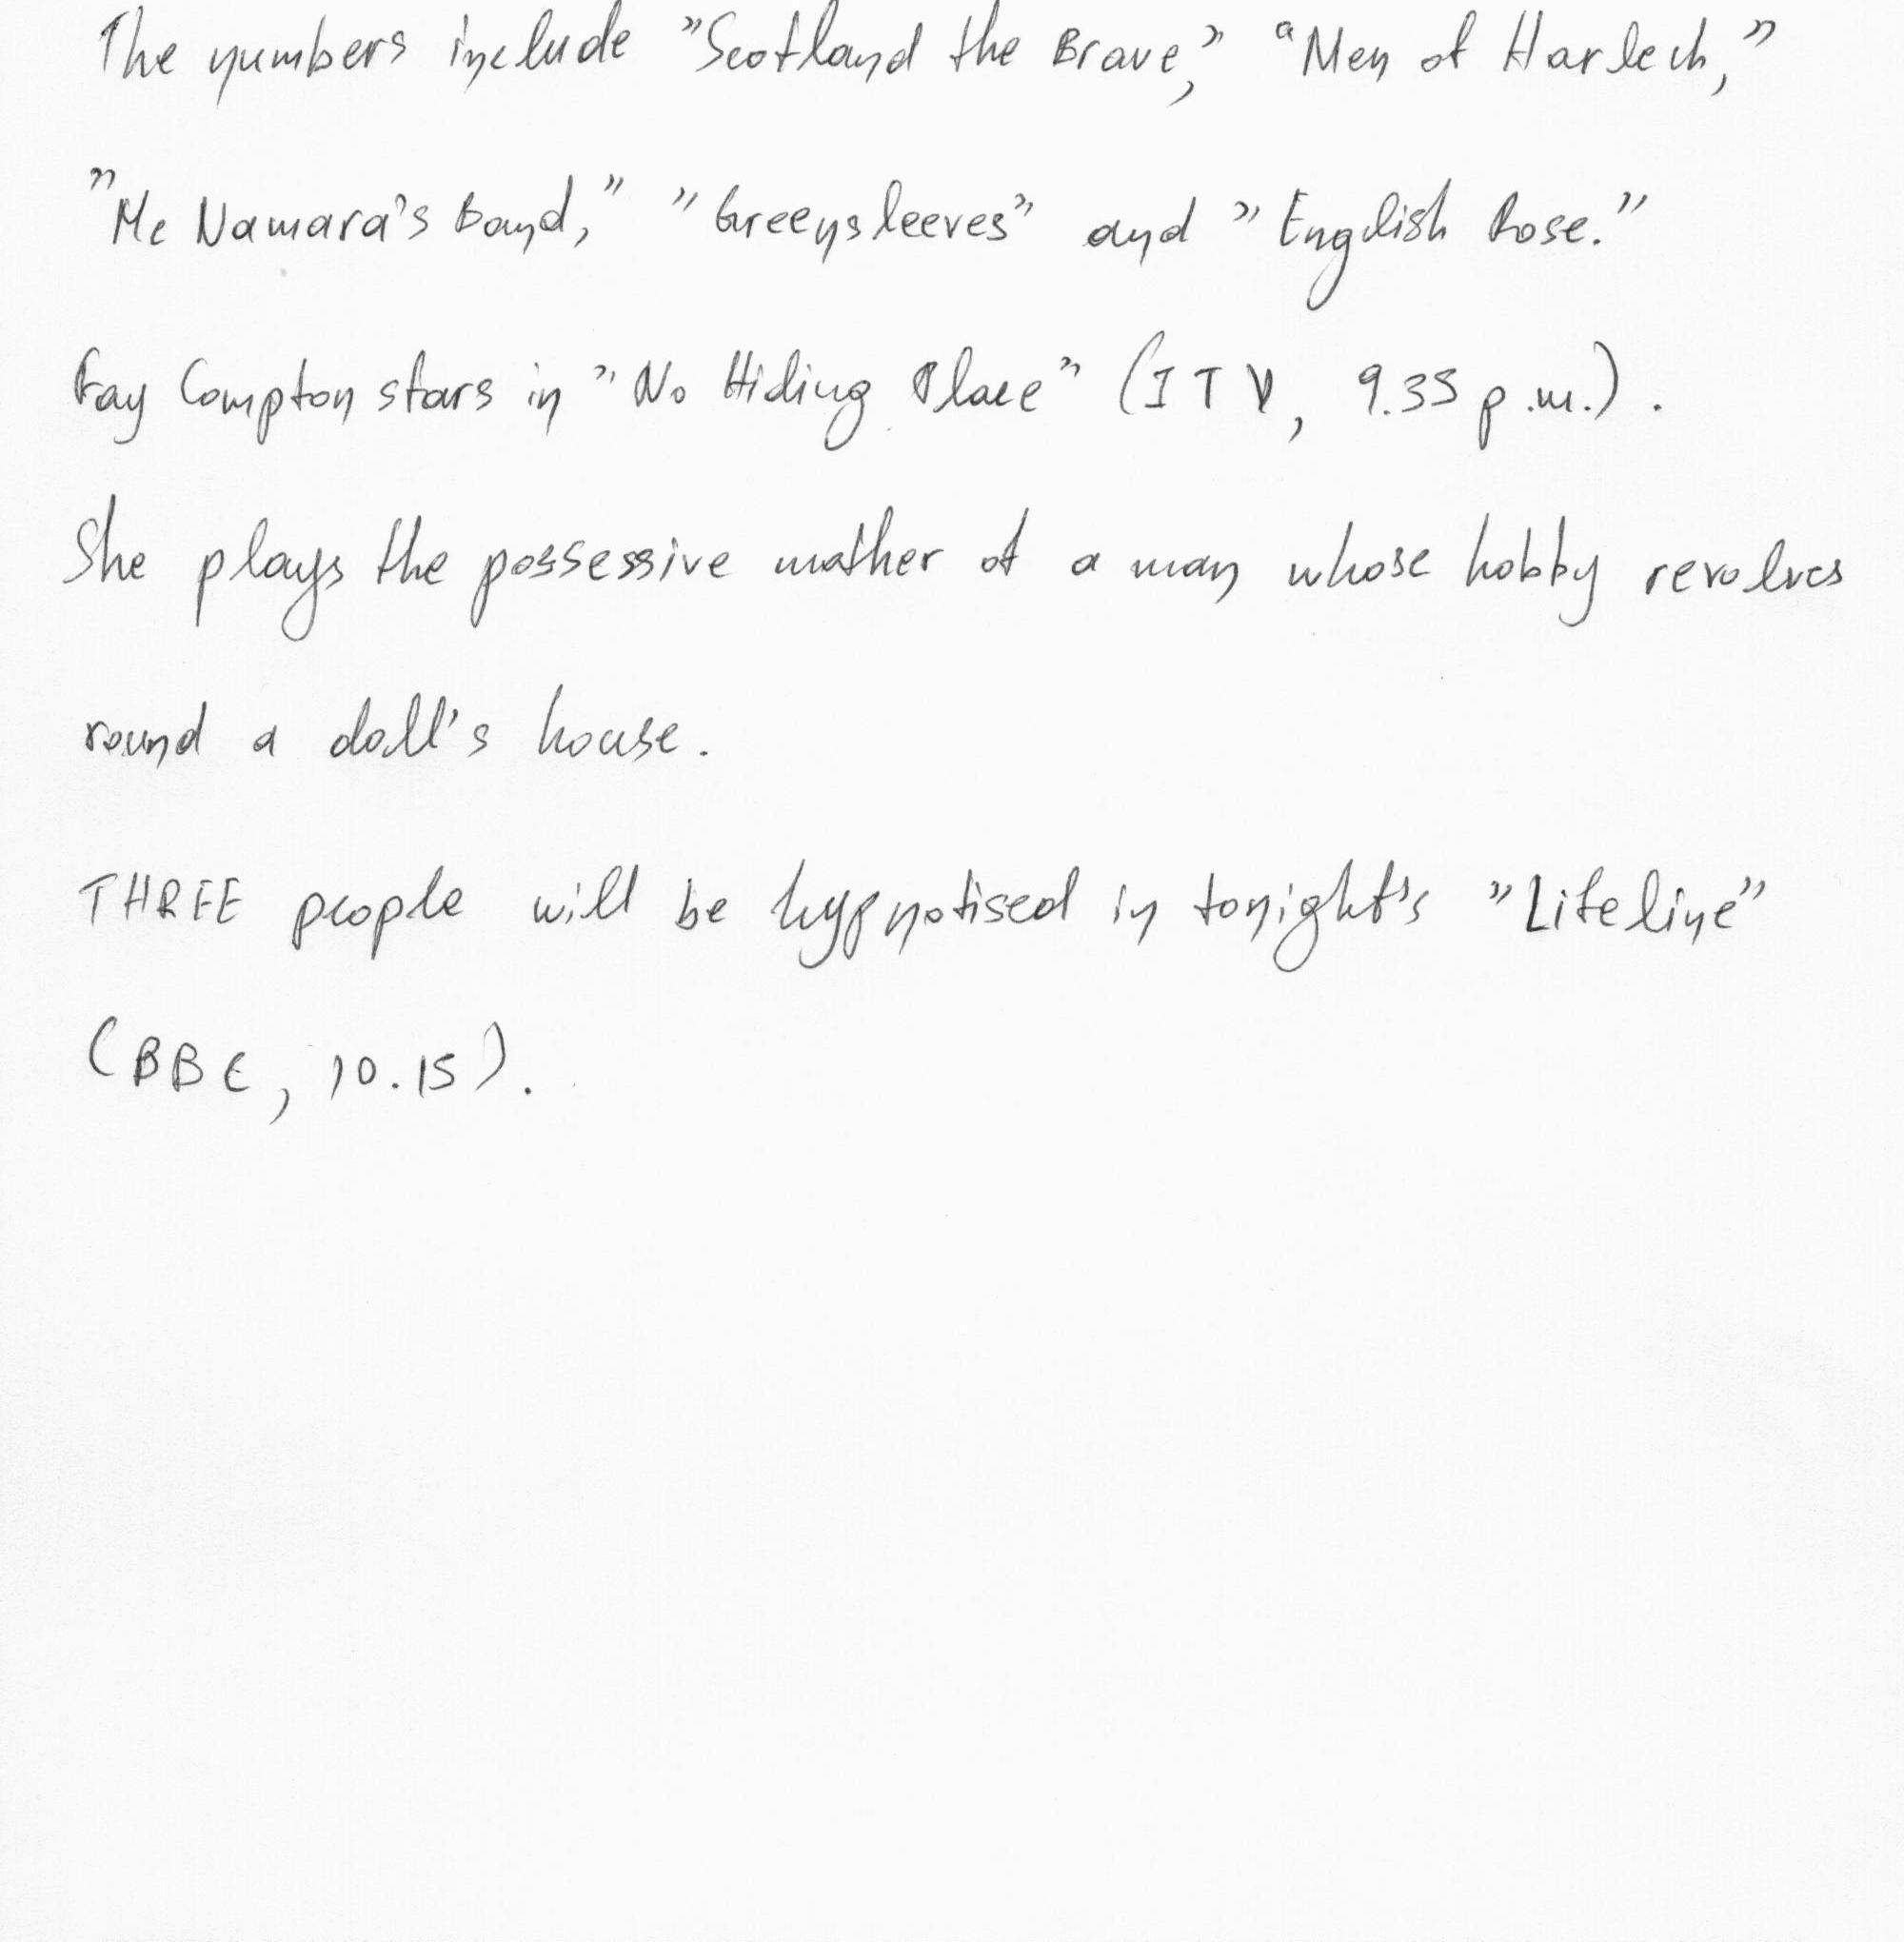 The numbers include "Scotland the Brave," "Men of Harlech,"
"Mc Namara's Band," "Greensleeves" and "English Rose."
Fay Compton stars in "No Hiding Place" (ITV, 9.35 p.m.).
She plays the possessive mother of a man whose hobby revolves
round a doll's house.
THREE people will be hypnotised in tonight's "Lifeline"
(BBC, 10.15).